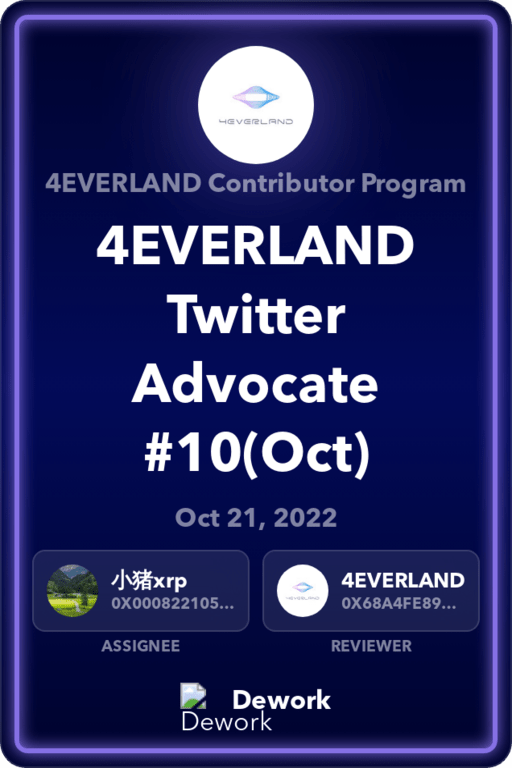 4EVERLAND
4EVERLAND Contributor Program
4EVERLAND
Twitter
Advocate
#10(Oct)
Oct 21, 2022
小猪xrp
0X000822105...
4EVERLAND
4EVERLAND
0X68A4FE89...
ASSIGNEE
REVIEWER
Dework
Dework